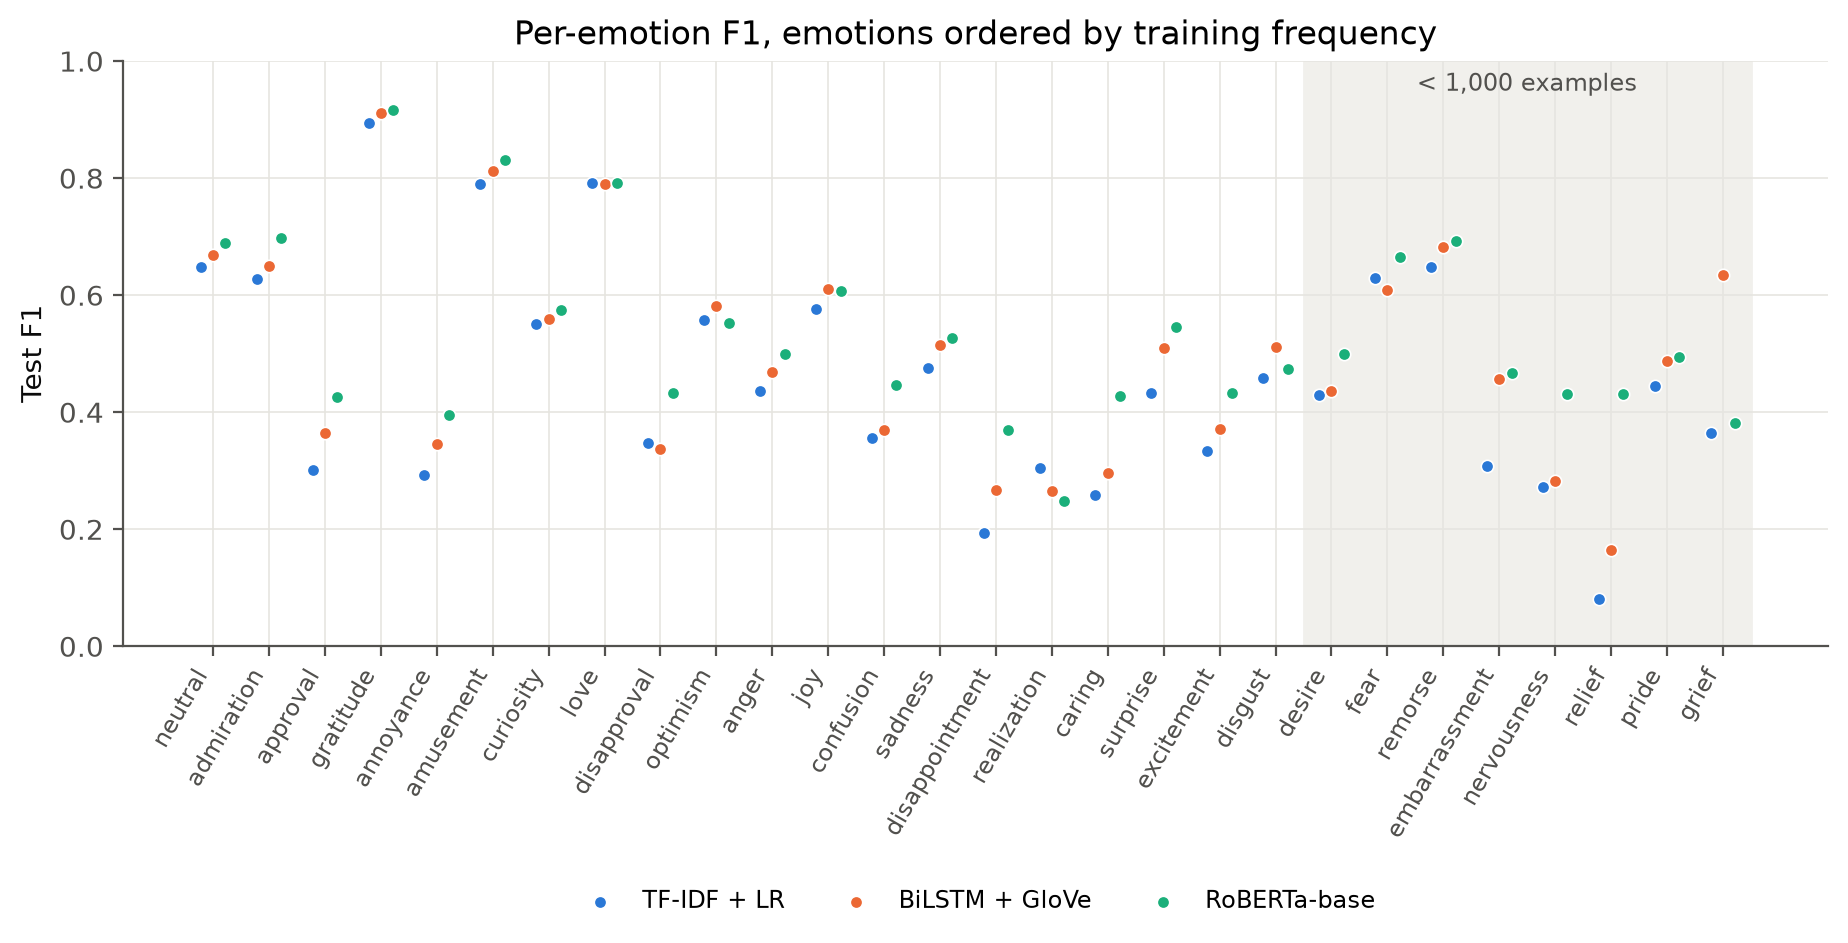 Per-emotion F1, emotions ordered by training frequency
< 1,000 examples
Test F1
1.0
0.8
0.6
0.4
0.2
0.0
neutral
admiration
approval
gratitude
annoyance
amusement
curiosity
love
disapproval
optimism
anger
joy
confusion
sadness
disappointment
realization
caring
surprise
excitement
disgust
desire
fear
remorse
embarrassment
nervousness
relief
pride
grief
TF-IDF + LR
BiLSTM + GloVe
RoBERTa-base